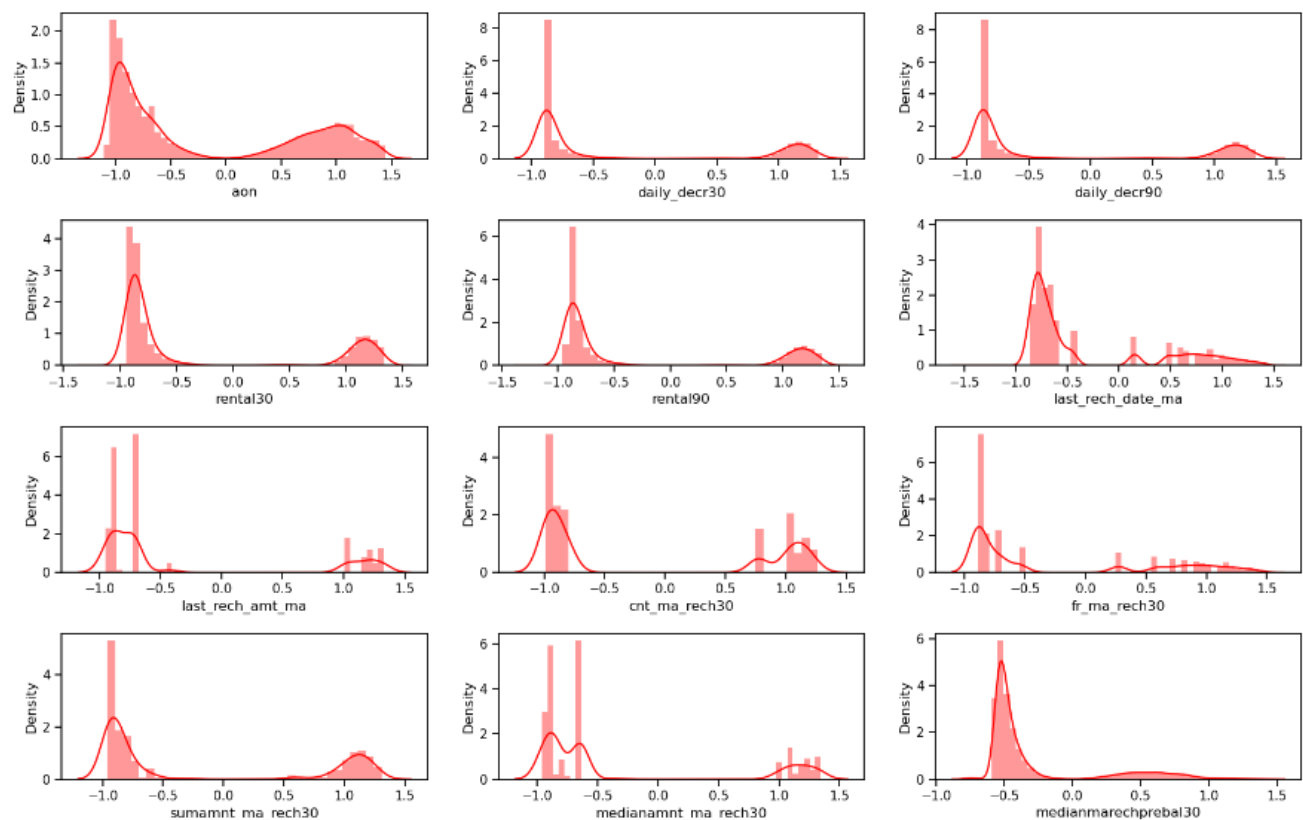 2.0
1.5
1.0
0.5
0.0
Density
−1.0 −0.5 0.0 0.5 1.0 1.5
aon
8
6
4
2
0
Density
−1.0 −0.5 0.0 0.5 1.0 1.5
daily_decr30
8
6
4
2
0
Density
−1.0 −0.5 0.0 0.5 1.0 1.5
daily_decr90
4
3
2
1
0
Density
−1.5 −1.0 −0.5 0.0 0.5 1.0 1.5
rental30
6
4
2
0
Density
−1.5 −1.0 −0.5 0.0 0.5 1.0 1.5
rental90
4
3
2
1
0
Density
−1.5 −1.0 −0.5 0.0 0.5 1.0 1.5
last_rech_date_ma
6
4
2
0
Density
−1.0 −0.5 0.0 0.5 1.0 1.5
last_rech_amt_ma
4
2
0
Density
−1.0 −0.5 0.0 0.5 1.0 1.5
cnt_ma_rech30
6
4
2
0
Density
−1.0 −0.5 0.0 0.5 1.0 1.5
fr_ma_rech30
4
2
0
Density
−1.0 −0.5 0.0 0.5 1.0 1.5
sumamnt_ma_rech30
6
4
2
0
Density
−1.0 −0.5 0.0 0.5 1.0 1.5
medianamnt_ma_rech30
6
4
2
0
Density
−1.0 −0.5 0.0 0.5 1.0 1.5
medianmarechprebal30